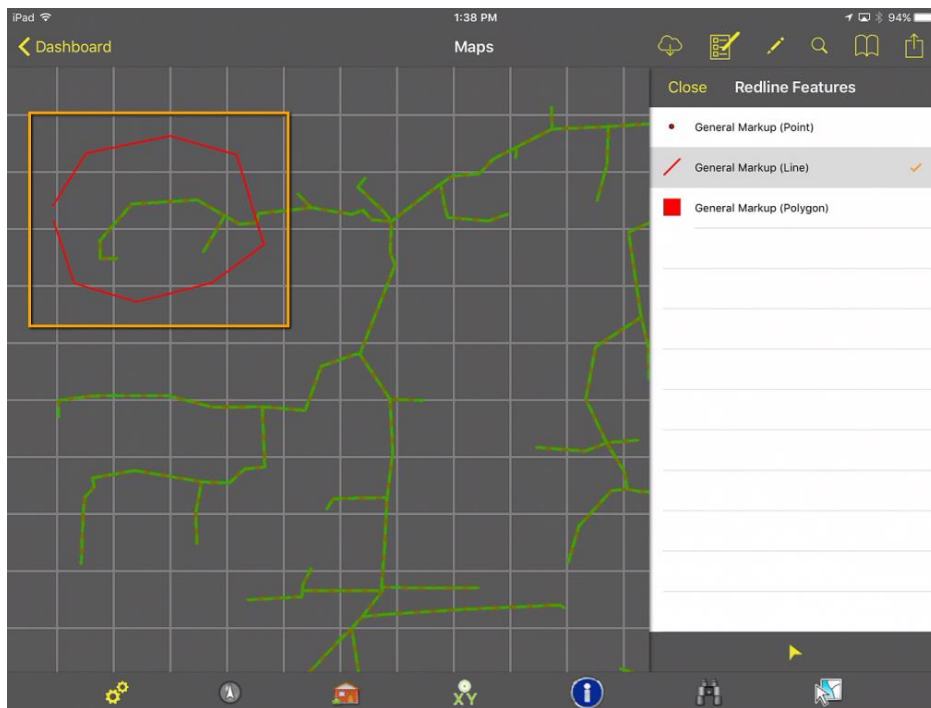 iPad 1:38 PM 94%
Dashboard Maps
Close Redline Features
General Markup (Point)
General Markup (Line)
General Markup (Polygon)
X Y